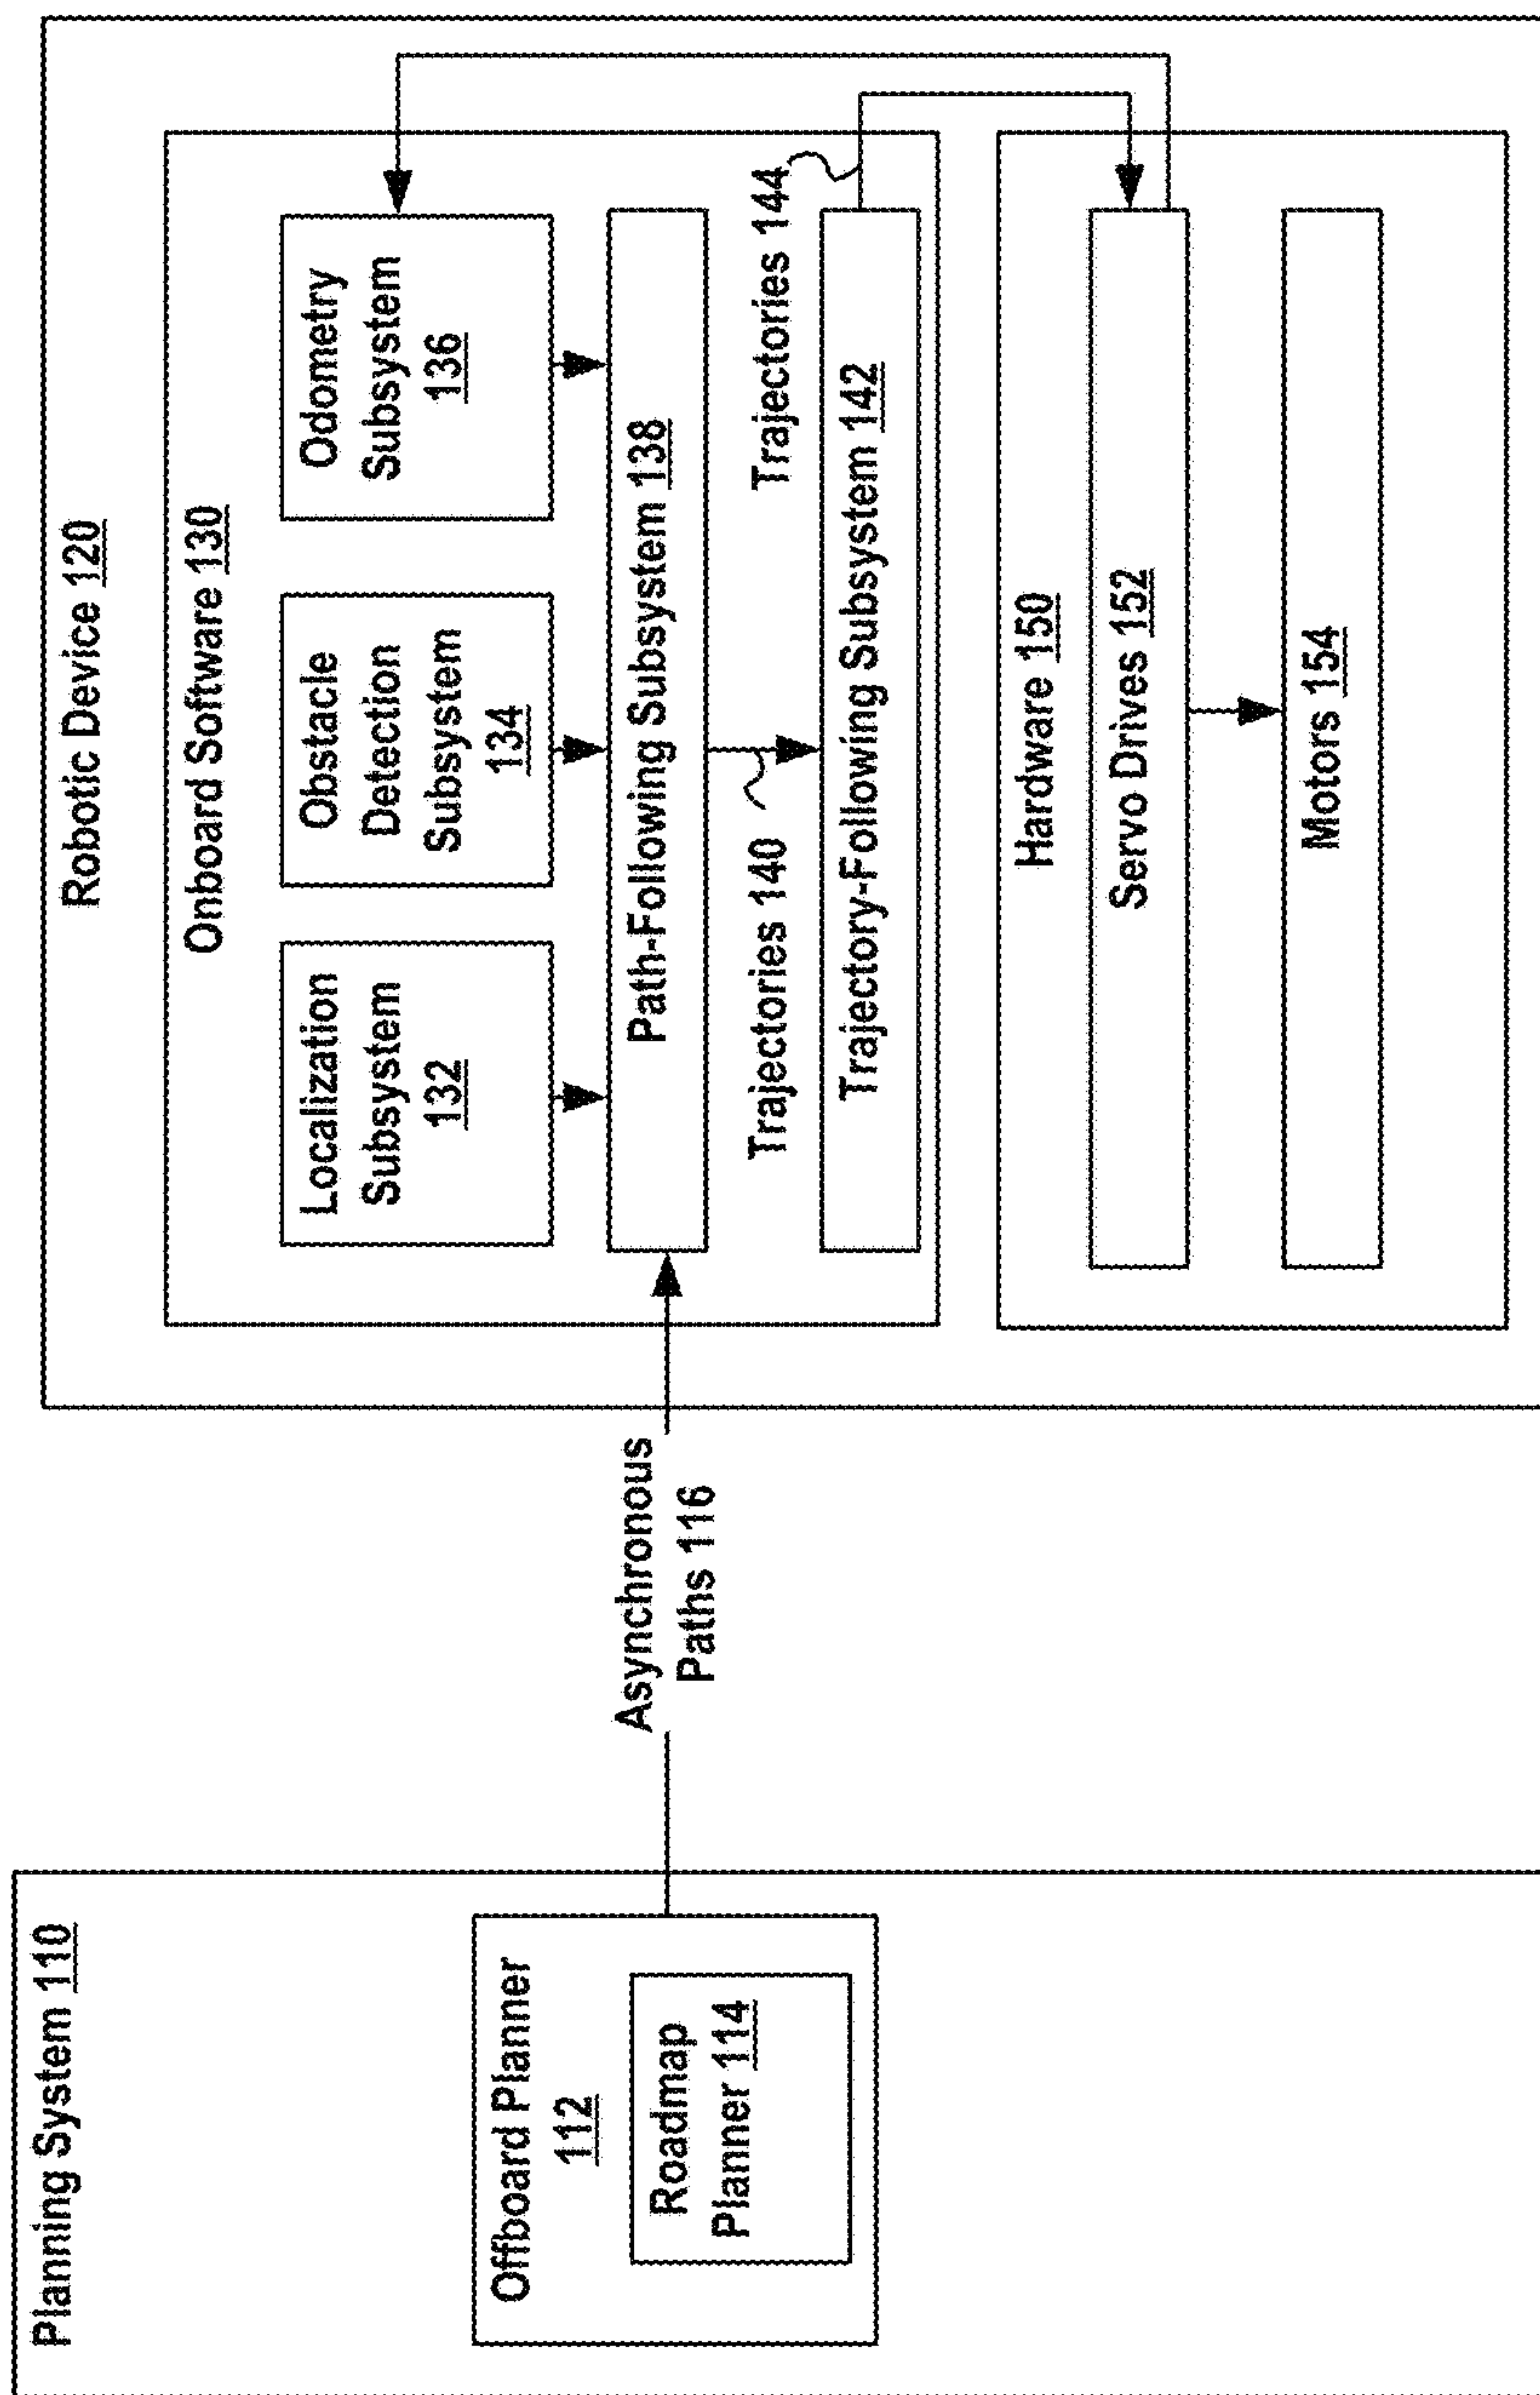 Planning System 110
Offboard Planner
112
Roadmap
Planner 114
Asynchronous
Paths 116
Robotic Device 120
Onboard Software 130
Localization
Subsystem
132
Obstacle
Detection
Subsystem
134
Odometry
Subsystem
136
Path-Following Subsystem 138
Trajectories 140
Trajectories 144
Trajectory-Following Subsystem 142
Hardware 150
Servo Drives 152
Motors 154